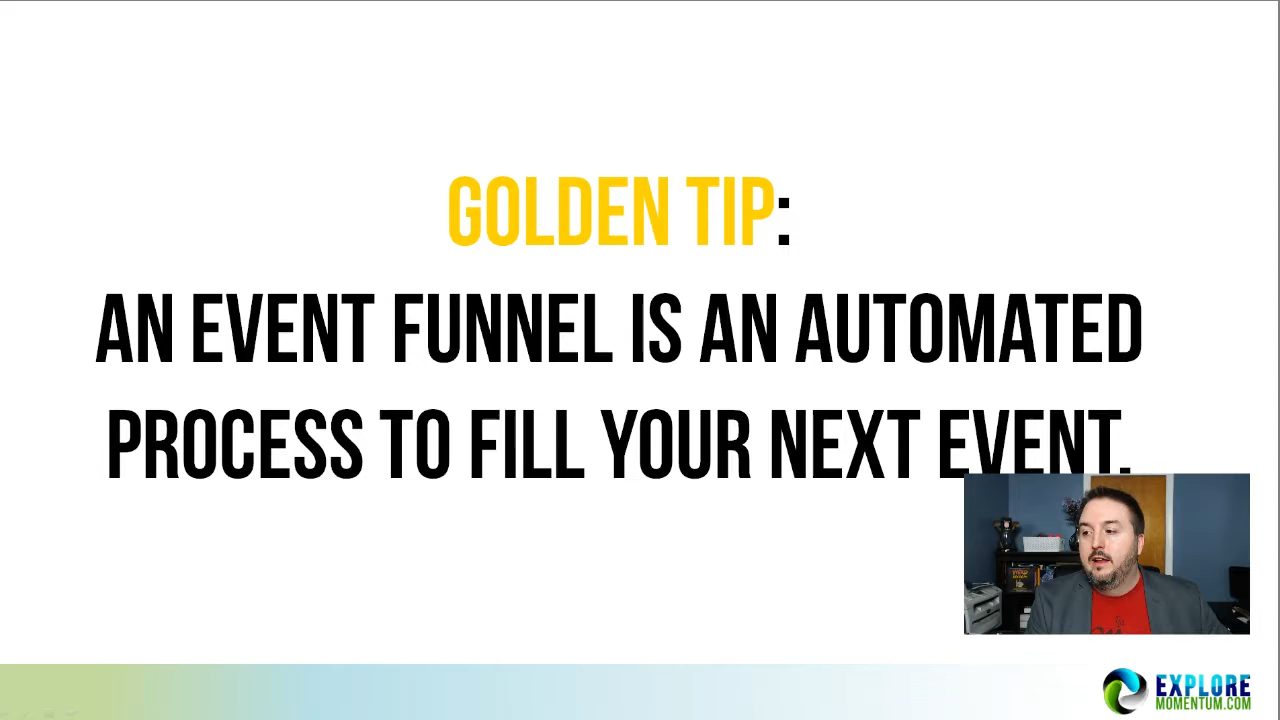 GOLDEN TIP:
AN EVENT FUNNEL IS AN AUTOMATED
PROCESS TO FILL YOUR NEXT EVENT.
EXPLORE
MOMENTUM.COM